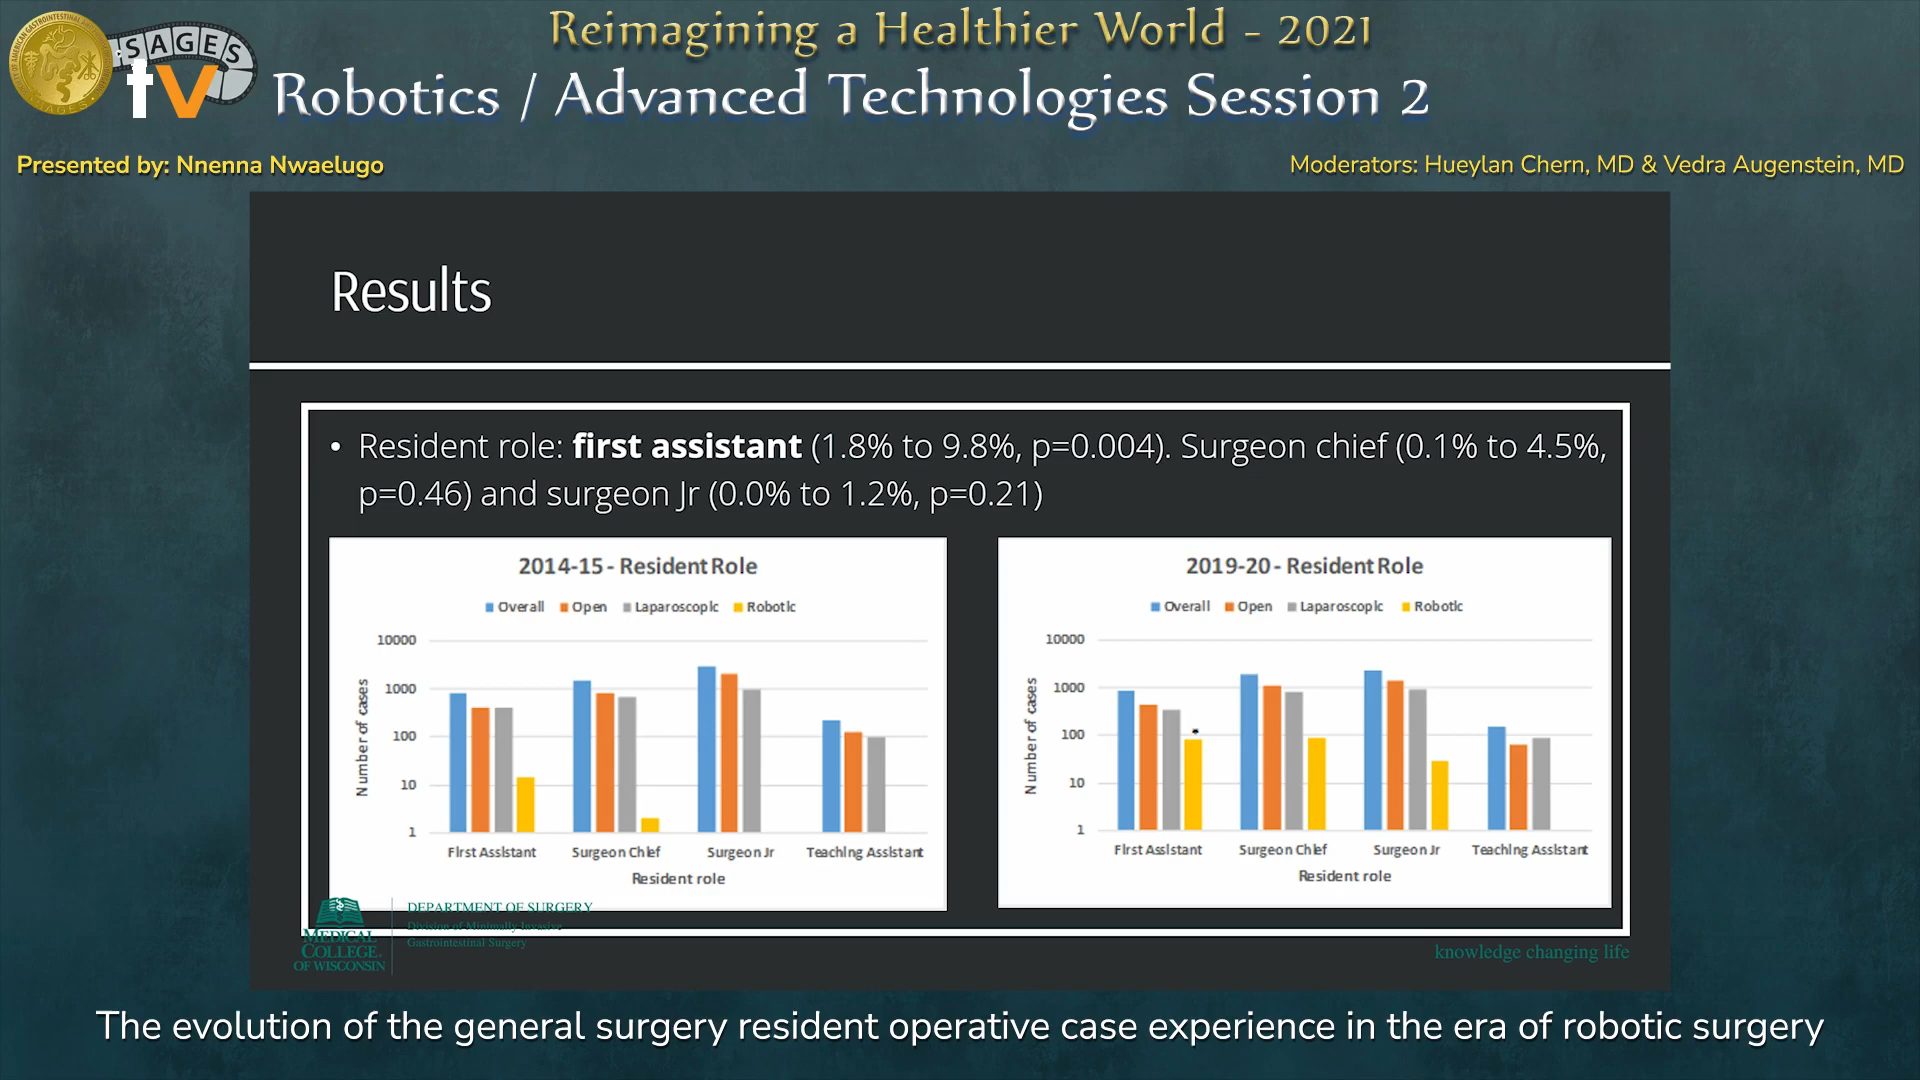 Reimagining a Healthier World - 2021
SAGES
tv
Robotics / Advanced Technologies Session 2
Presented by: Nnenna Nwaelugo
Moderators: Hueylan Chern, MD & Vedra Augenstein, MD
Results
• Resident role: first assistant (1.8% to 9.8%, p=0.004). Surgeon chief (0.1% to 4.5%,
p=0.46) and surgeon Jr (0.0% to 1.2%, p=0.21)
2014-15 - Resident Role
Overall Open Laparoscopic Robotic
10000
1000
100
10
1
Number of cases
First Assistant Surgeon Chief Surgeon Jr Teaching Assistant
Resident role
2019-20 - Resident Role
Overall Open Laparoscopic Robotic
10000
1000
100
10
1
Number of cases
*
First Assistant Surgeon Chief Surgeon Jr Teaching Assistant
Resident role
MEDICAL
COLLEGE
OF WISCONSIN
DEPARTMENT OF SURGERY
Division of Minimally Invasive
Gastrointestinal Surgery
knowledge changing life
The evolution of the general surgery resident operative case experience in the era of robotic surgery